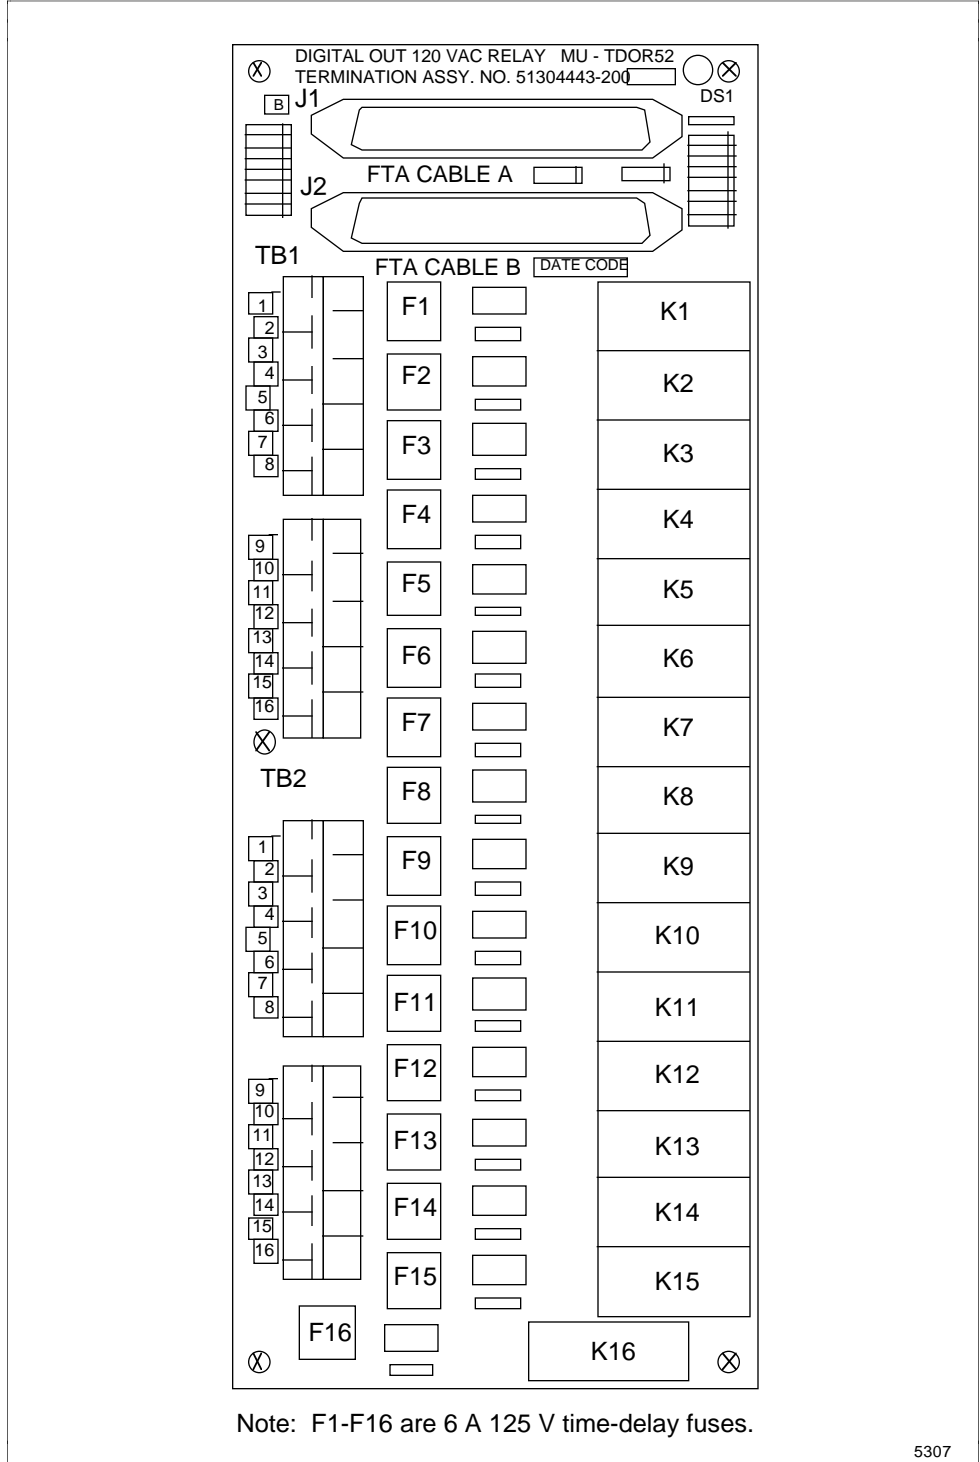 DIGITAL OUT 120 VAC RELAY MU - TDOR52
TERMINATION ASSY. NO. 51304443-200
DS1
B
J1
FTA CABLE A
J2
TB1
FTA CABLE B
DATE CODE
1
2
3
4
5
6
7
8
9
10
11
12
13
14
15
16
TB2
1
2
3
4
5
6
7
8
9
10
11
12
13
14
15
16
F1
F2
F3
F4
F5
F6
F7
F8
F9
F10
F11
F12
F13
F14
F15
F16
K1
K2
K3
K4
K5
K6
K7
K8
K9
K10
K11
K12
K13
K14
K15
K16
Note: F1-F16 are 6 A 125 V time-delay fuses.
5307